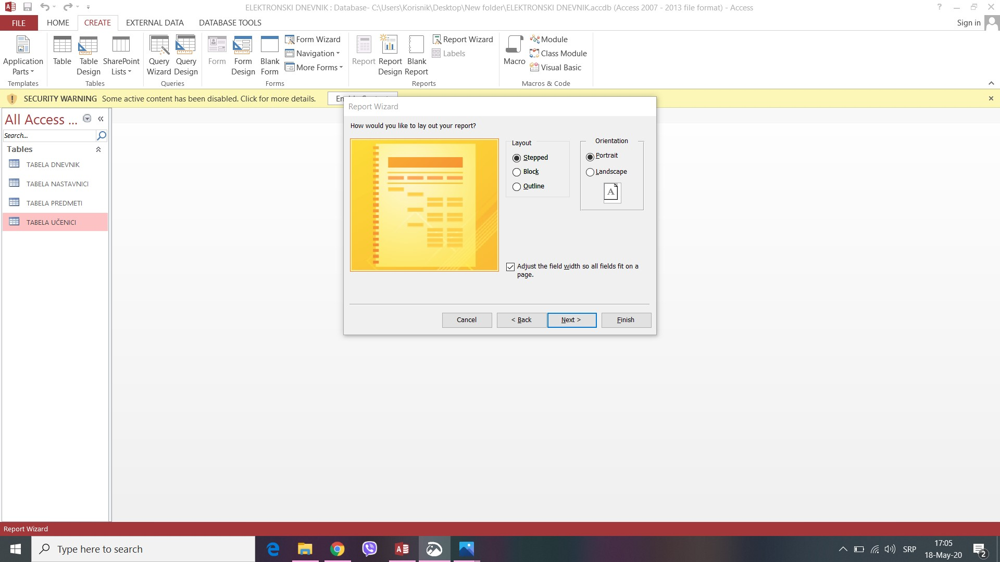 ELEKTRONSKI DNEVNIK : Database- C:\Users\Korisnik\Desktop\New folder\ELEKTRONSKI DNEVNIK.accdb (Access 2007 - 2013 file format) - Access
FILE HOME CREATE EXTERNAL DATA DATABASE TOOLS
Sign in
Application Parts
Templates
Table
Table Design
SharePoint Lists
Tables
Query Wizard
Query Design
Queries
Form
Form Design
Blank Form
Form Wizard
Navigation
More Forms
Forms
Report
Report Design
Blank Report
Report Wizard
Labels
Reports
Macro
Module
Class Module
Visual Basic
Macros & Code
SECURITY WARNING Some active content has been disabled. Click for more details.
All Access ...
Search...
Tables
TABELA DNEVNIK
TABELA NASTAVNICI
TABELA PREDMETI
TABELA UČENICI
Report Wizard
How would you like to lay out your report?
Layout
Stepped
Block
Outline
Orientation
Portrait
Landscape
A
Adjust the field width so all fields fit on a
page.
Cancel
< Back
Next >
Finish
Report Wizard
Type here to search
SRP
17:05
18-May-20
2